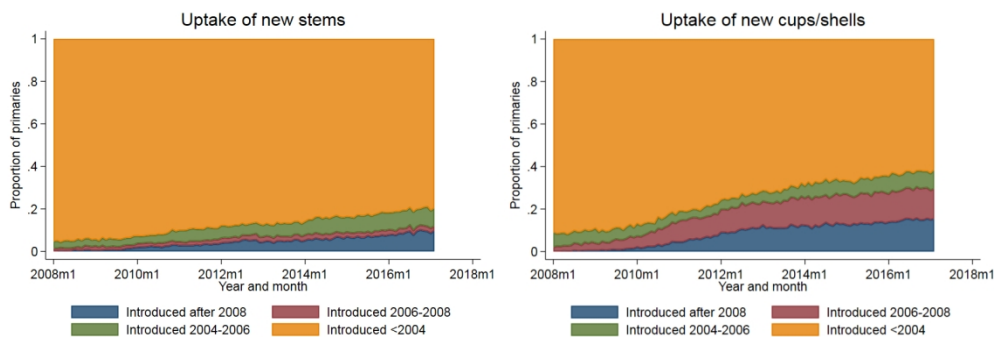 Uptake of new stems
Proportion of primaries
1
.8
.6
.4
.2
0
2008m1 2010m1 2012m1 2014m1 2016m1 2018m1
Year and month
Introduced after 2008 Introduced 2006-2008
Introduced 2004-2006 Introduced <2004
Uptake of new cups/shells
Proportion of primaries
1
.8
.6
.4
.2
0
2008m1 2010m1 2012m1 2014m1 2016m1 2018m1
Year and month
Introduced after 2008 Introduced 2006-2008
Introduced 2004-2006 Introduced <2004